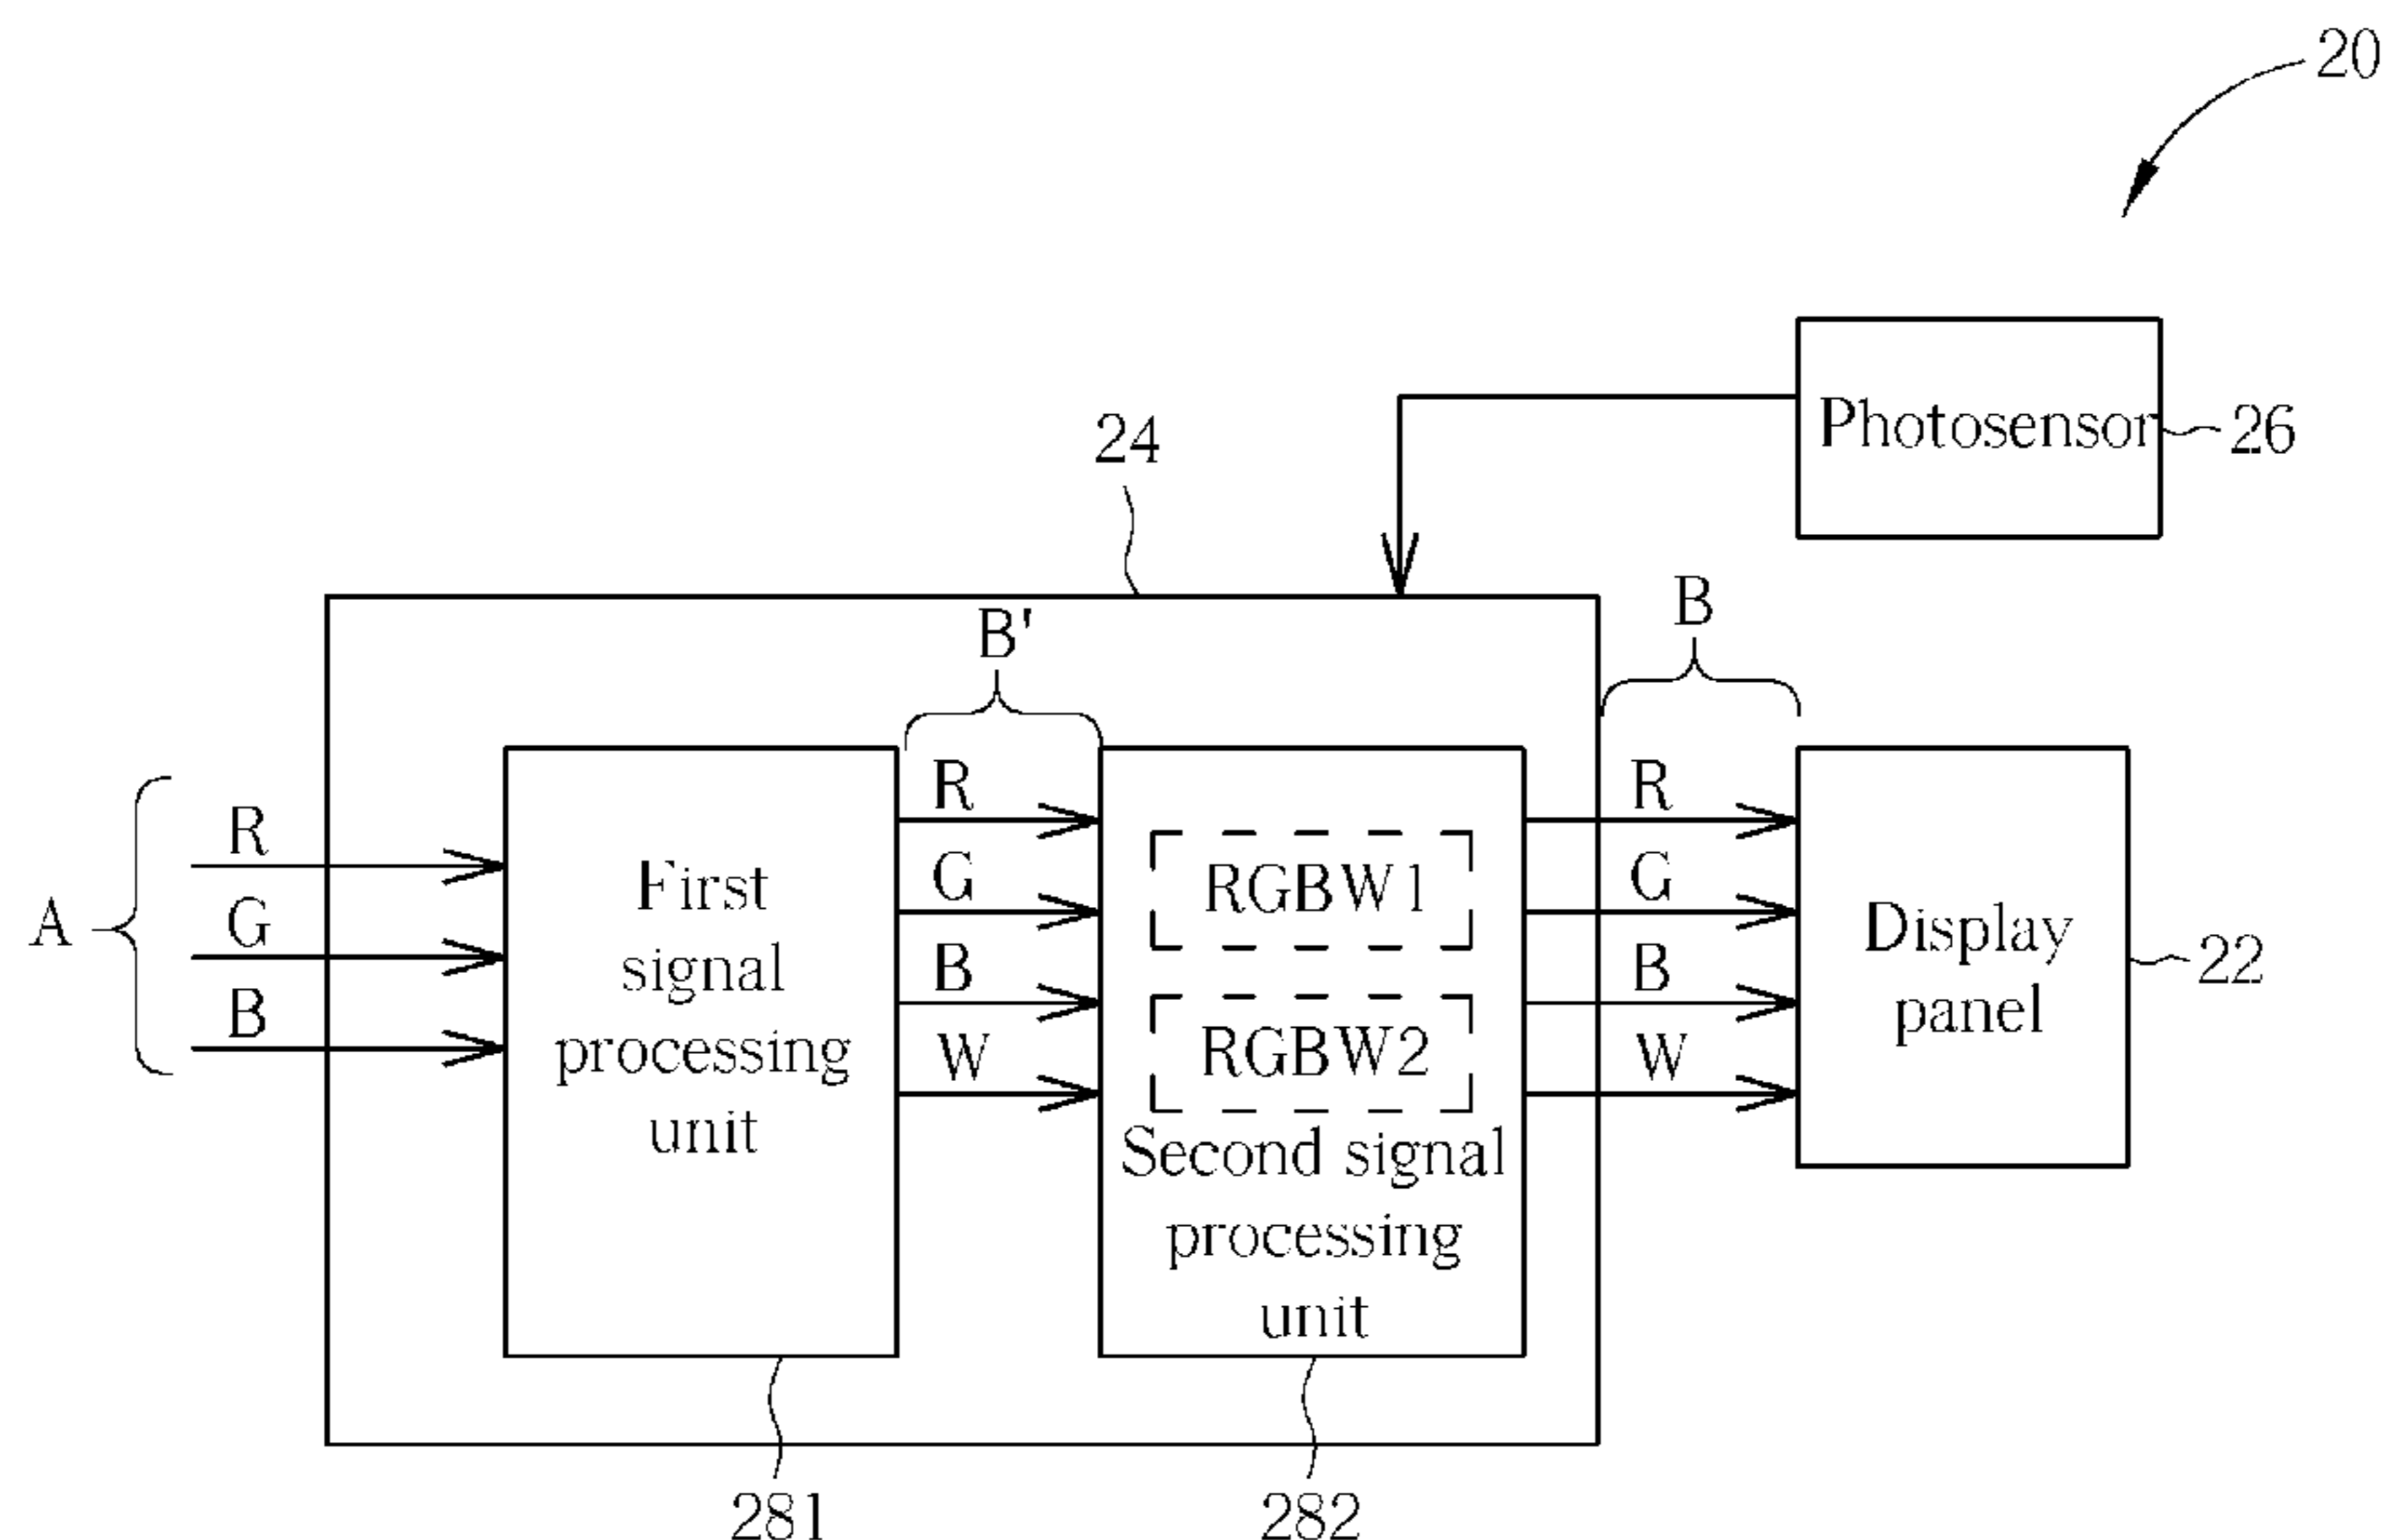 20
Photosensor
26
24
B'
B
A
R
G
B
First
signal
processing
unit
R
G
B
W
RGBW1
RGBW2
Second signal
processing
unit
R
G
B
W
Display
panel
22
281
282